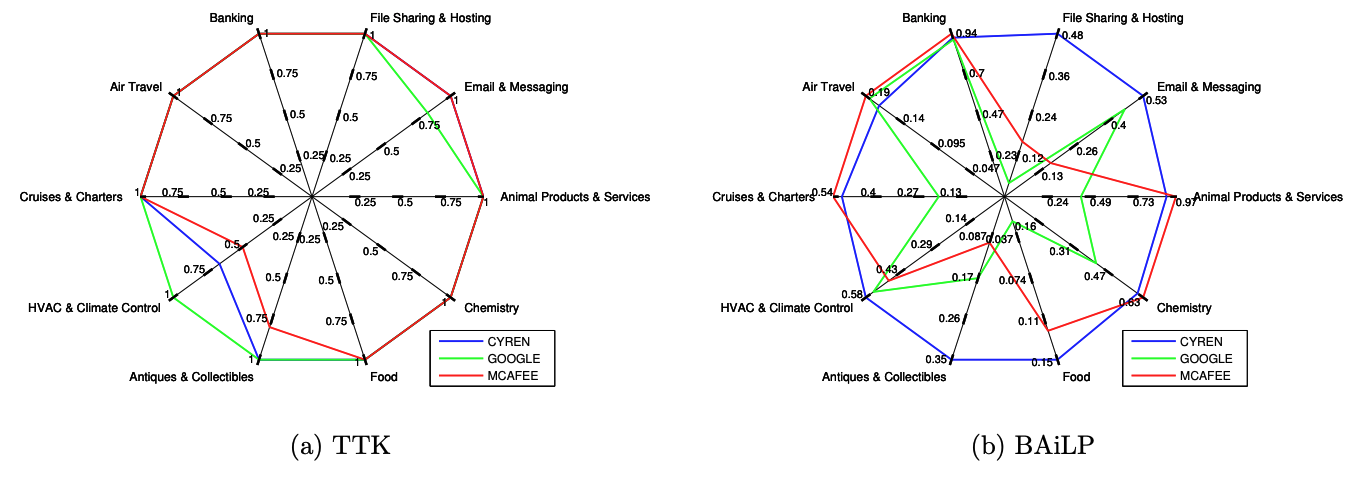 Banking
File Sharing & Hosting
Air Travel
Email & Messaging
Cruises & Charters
Animal Products & Services
HVAC & Climate Control
Chemistry
Antiques & Collectibles
Food
1
1
0.75
0.75
1
1
0.75
0.75
0.5
0.5
0.5
0.5
0.25
0.25
0.25
0.25
1
0.75
0.5
0.25
0.25
0.5
0.75
1
0.25
0.25
0.25
0.25
0.5
0.5
0.5
0.5
0.75
0.75
0.75
0.75
1
1
1
1
CYREN
GOOGLE
MCAFEE
(a) TTK
Banking
File Sharing & Hosting
Air Travel
Email & Messaging
Cruises & Charters
Animal Products & Services
HVAC & Climate Control
Chemistry
Antiques & Collectibles
Food
0.94
0.48
0.7
0.36
0.19
0.53
0.14
0.4
0.47
0.24
0.095
0.26
0.23
0.12
0.047
0.13
0.54
0.4
0.27
0.13
0.24
0.49
0.73
0.97
0.14
0.087
0.037
0.16
0.29
0.17
0.074
0.31
0.43
0.26
0.11
0.47
0.58
0.35
0.15
0.63
CYREN
GOOGLE
MCAFEE
(b) BAiLP